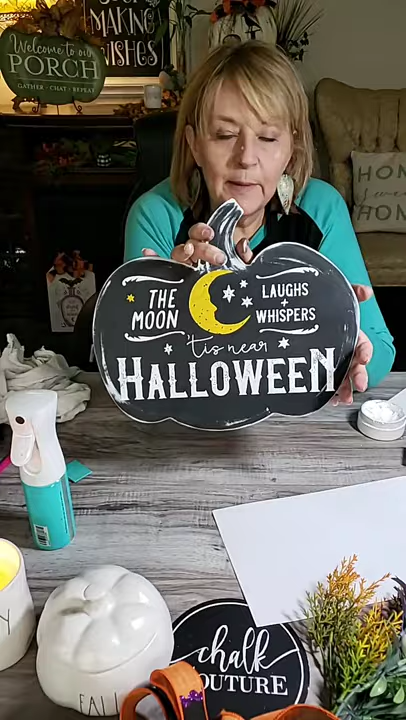 MAKING
WISHES
Welcome to our
PORCH
GATHER · CHAT · REPEAT
HOME
HOM
THE
MOON
LAUGHS
+
WHISPERS
'tis near
HALLOWEEN
Y
FALL
chalk
COUTURE